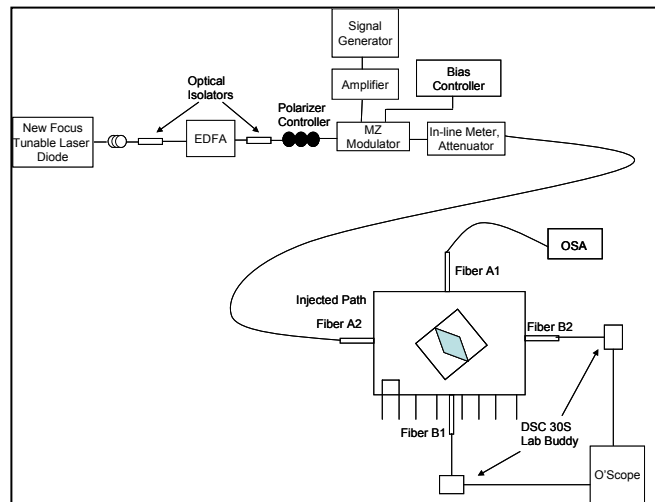 Signal
Generator
Amplifier
Bias
Controller
Optical
Isolators
Polarizer
Controller
New Focus
Tunable Laser
Diode
EDFA
MZ
Modulator
In-line Meter,
Attenuator
OSA
Fiber A1
Injected Path
Fiber A2
Fiber B2
Fiber B1
DSC 30S
Lab Buddy
O'Scope